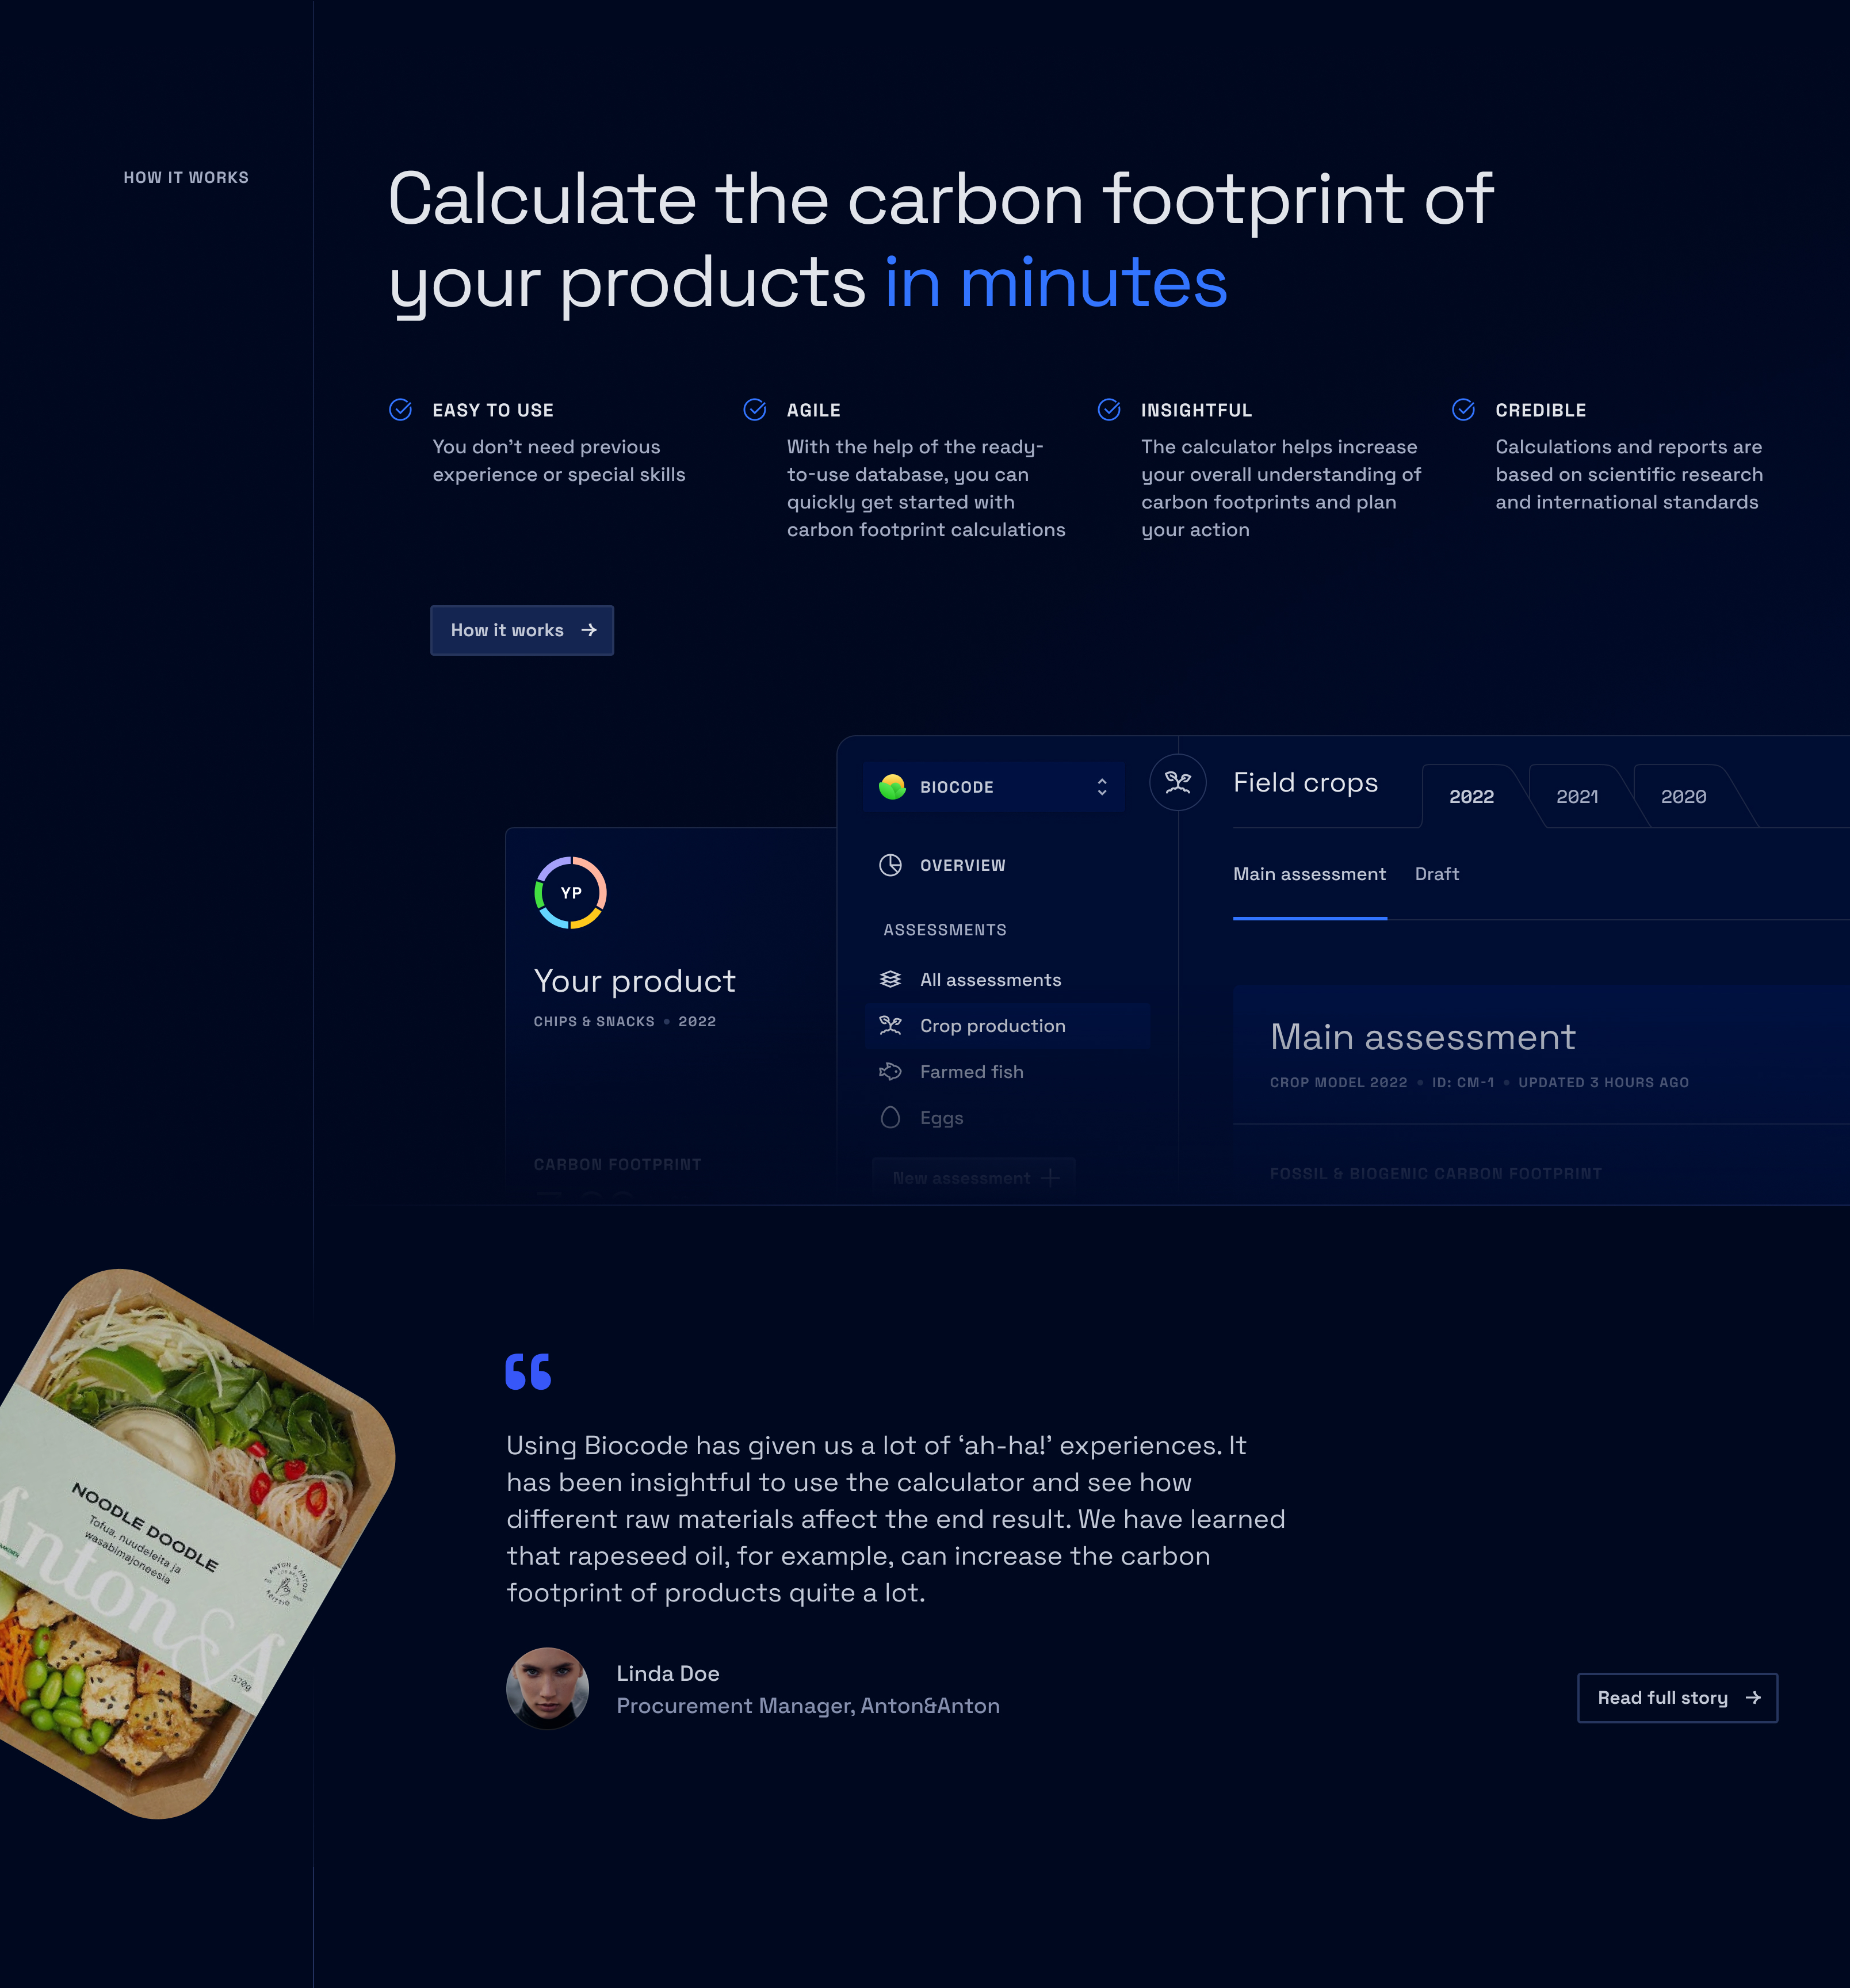 HOW IT WORKS
Calculate the carbon footprint of
your products in minutes
EASY TO USE
You don't need previous
experience or special skills
AGILE
With the help of the ready-
to-use database, you can
quickly get started with
carbon footprint calculations
INSIGHTFUL
The calculator helps increase
your overall understanding of
carbon footprints and plan
your action
CREDIBLE
Calculations and reports are
based on scientific research
and international standards
How it works
YP
Your product
CHIPS & SNACKS • 2022
CARBON FOOTPRINT
BIOCODE
OVERVIEW
ASSESSMENTS
All assessments
Crop production
Farmed fish
Eggs
New assessment
Field crops
2022
2021
2020
Main assessment
Draft
Main assessment
CROP MODEL 2022 • ID: CM-1 • UPDATED 3 HOURS AGO
FOSSIL & BIOGENIC CARBON FOOTPRINT
NOODLE DOODLE
Tofua, nuudeleita ja
wasabimajoneesia
Anton&A
ANTON & ANTON
KEITTIÖ
370g
“
Using Biocode has given us a lot of ‘ah-ha!’ experiences. It
has been insightful to use the calculator and see how
different raw materials affect the end result. We have learned
that rapeseed oil, for example, can increase the carbon
footprint of products quite a lot.
Linda Doe
Procurement Manager, Anton&Anton
Read full story